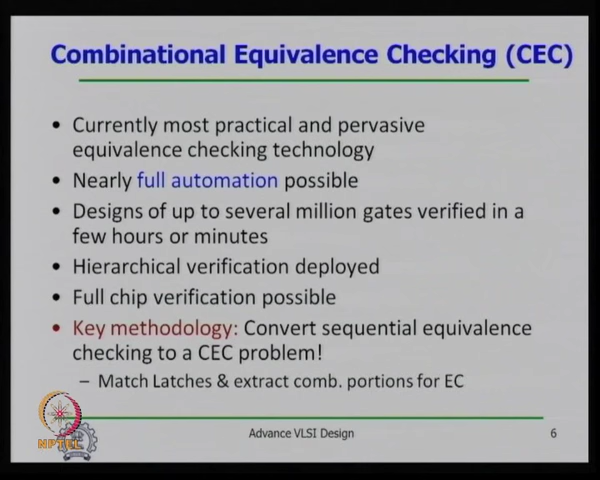 Combinational Equivalence Checking (CEC)
• Currently most practical and pervasive
equivalence checking technology
• Nearly full automation possible
• Designs of up to several million gates verified in a
few hours or minutes
• Hierarchical verification deployed
• Full chip verification possible
• Key methodology: Convert sequential equivalence
checking to a CEC problem!
– Match Latches & extract comb. portions for EC
NPTEL
Advance VLSI Design
6